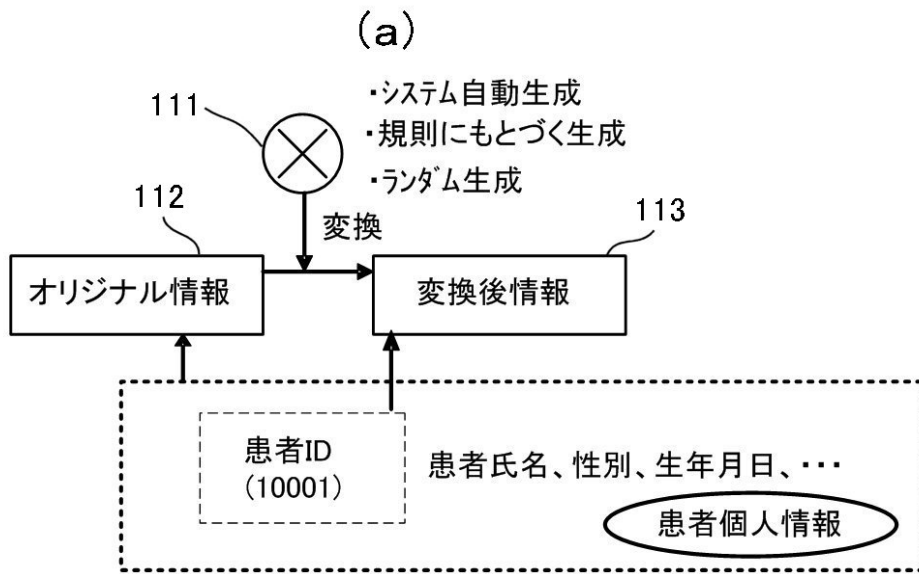 (a)
111
・システム自動生成
・規則にもとづく生成
・ランダム生成
112
変換
113
オリジナル情報
変換後情報
患者ID
(10001)
患者氏名、性別、生年月日、・・・
患者個人情報